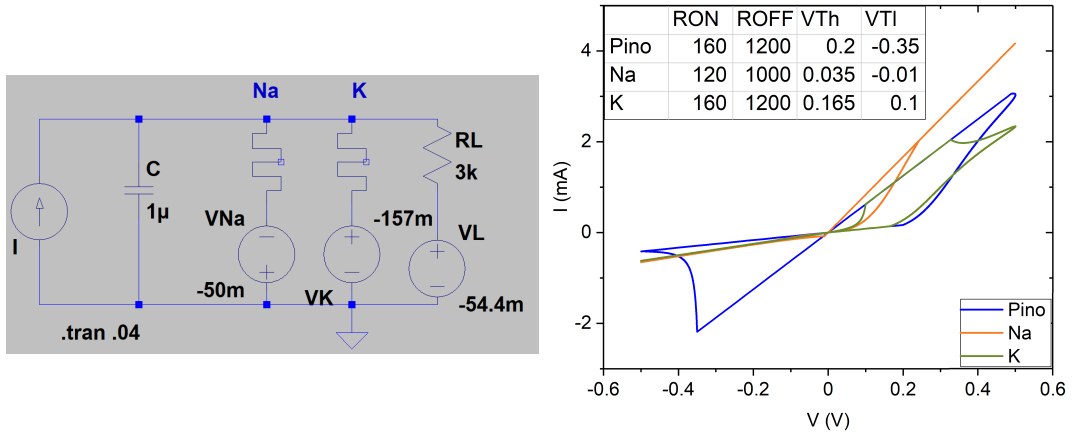 Na K
RL
3k
C
1µ
VNa
-157m
VL
I
-50m
VK
-54.4m
.tran .04
RON ROFF VTh VTl
Pino 160 1200 0.2 -0.35
Na 120 1000 0.035 -0.01
K 160 1200 0.165 0.1
4
2
0
-2
I (mA)
-0.6 -0.4 -0.2 0 0.2 0.4 0.6
V (V)
Pino
Na
K